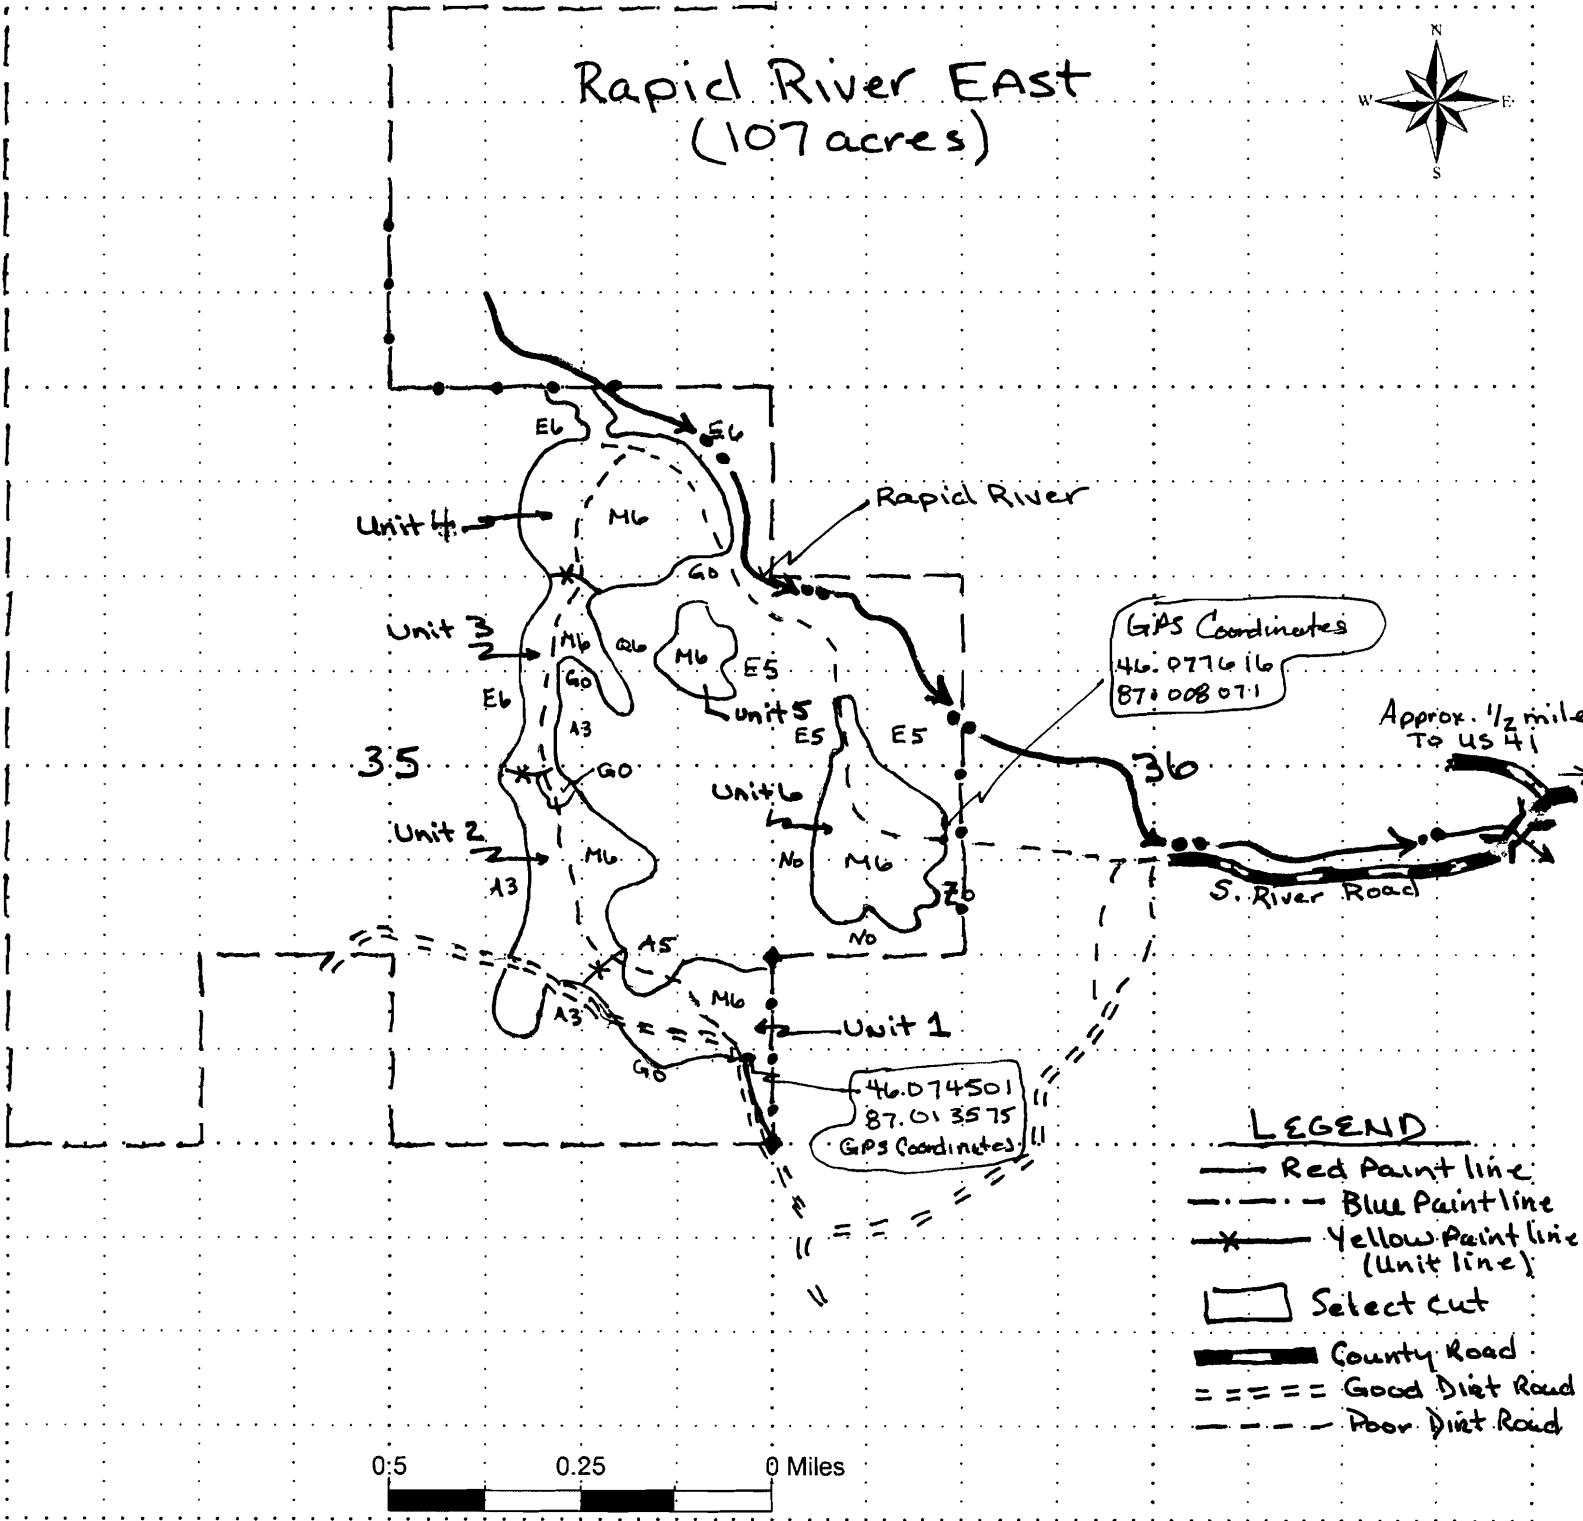 Rapid River EAST
(107 acres)
N
W
E
S
E6
E6
Unit 4
M6
Rapid River
G0
Unit 3
M6
Q6
M6
E5
GPS Coordinates
46.077616
87.008071
E6
G0
Unit 5
A3
E5
E5
Approx. 1/2 mile
To US 41
35
G0
36
Unit 6
Unit 2
M6
N0
M6
A3
Z0
S. River Road
N0
A5
M6
A3
Unit 1
G0
46.074501
87.013575
GPS Coordinates
LEGEND
Red Paint line
Blue Paint line
Yellow Paint line
(Unit line)
Select cut
County Road
Good Dirt Road
Poor Dirt Road
0.5 0.25 0 Miles